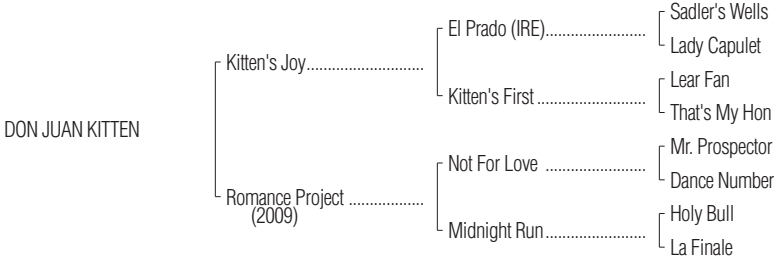 Sadler's Wells
El Prado (IRE)........................
Lady Capulet
Kitten's Joy............................
Lear Fan
Kitten's First..........................
That's My Hon
DON JUAN KITTEN
Mr. Prospector
Not For Love ........................
Dance Number
Romance Project ..................
(2009)
Holy Bull
Midnight Run........................
La Finale